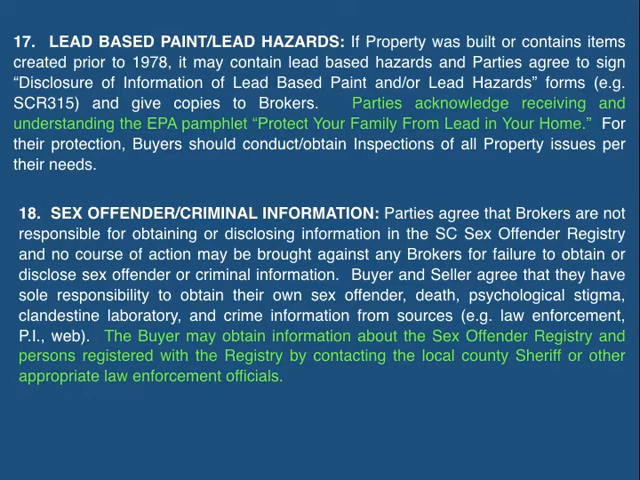 17. LEAD BASED PAINT/LEAD HAZARDS: If Property was built or contains items
created prior to 1978, it may contain lead based hazards and Parties agree to sign
“Disclosure of Information of Lead Based Paint and/or Lead Hazards” forms (e.g.
SCR315) and give copies to Brokers. Parties acknowledge receiving and
understanding the EPA pamphlet “Protect Your Family From Lead in Your Home.” For
their protection, Buyers should conduct/obtain Inspections of all Property issues per
their needs.
18. SEX OFFENDER/CRIMINAL INFORMATION: Parties agree that Brokers are not
responsible for obtaining or disclosing information in the SC Sex Offender Registry
and no course of action may be brought against any Brokers for failure to obtain or
disclose sex offender or criminal information. Buyer and Seller agree that they have
sole responsibility to obtain their own sex offender, death, psychological stigma,
clandestine laboratory, and crime information from sources (e.g. law enforcement,
P.I., web). The Buyer may obtain information about the Sex Offender Registry and
persons registered with the Registry by contacting the local county Sheriff or other
appropriate law enforcement officials.